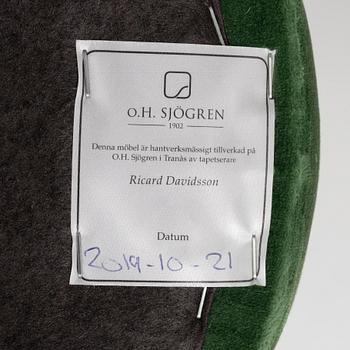 O.H. SJÖGREN
1902
Denna möbel är hantverksmässigt tillverkad på
O.H. Sjögren i Tranås av tapetserare
Ricard Davidsson
Datum
2019-10-21